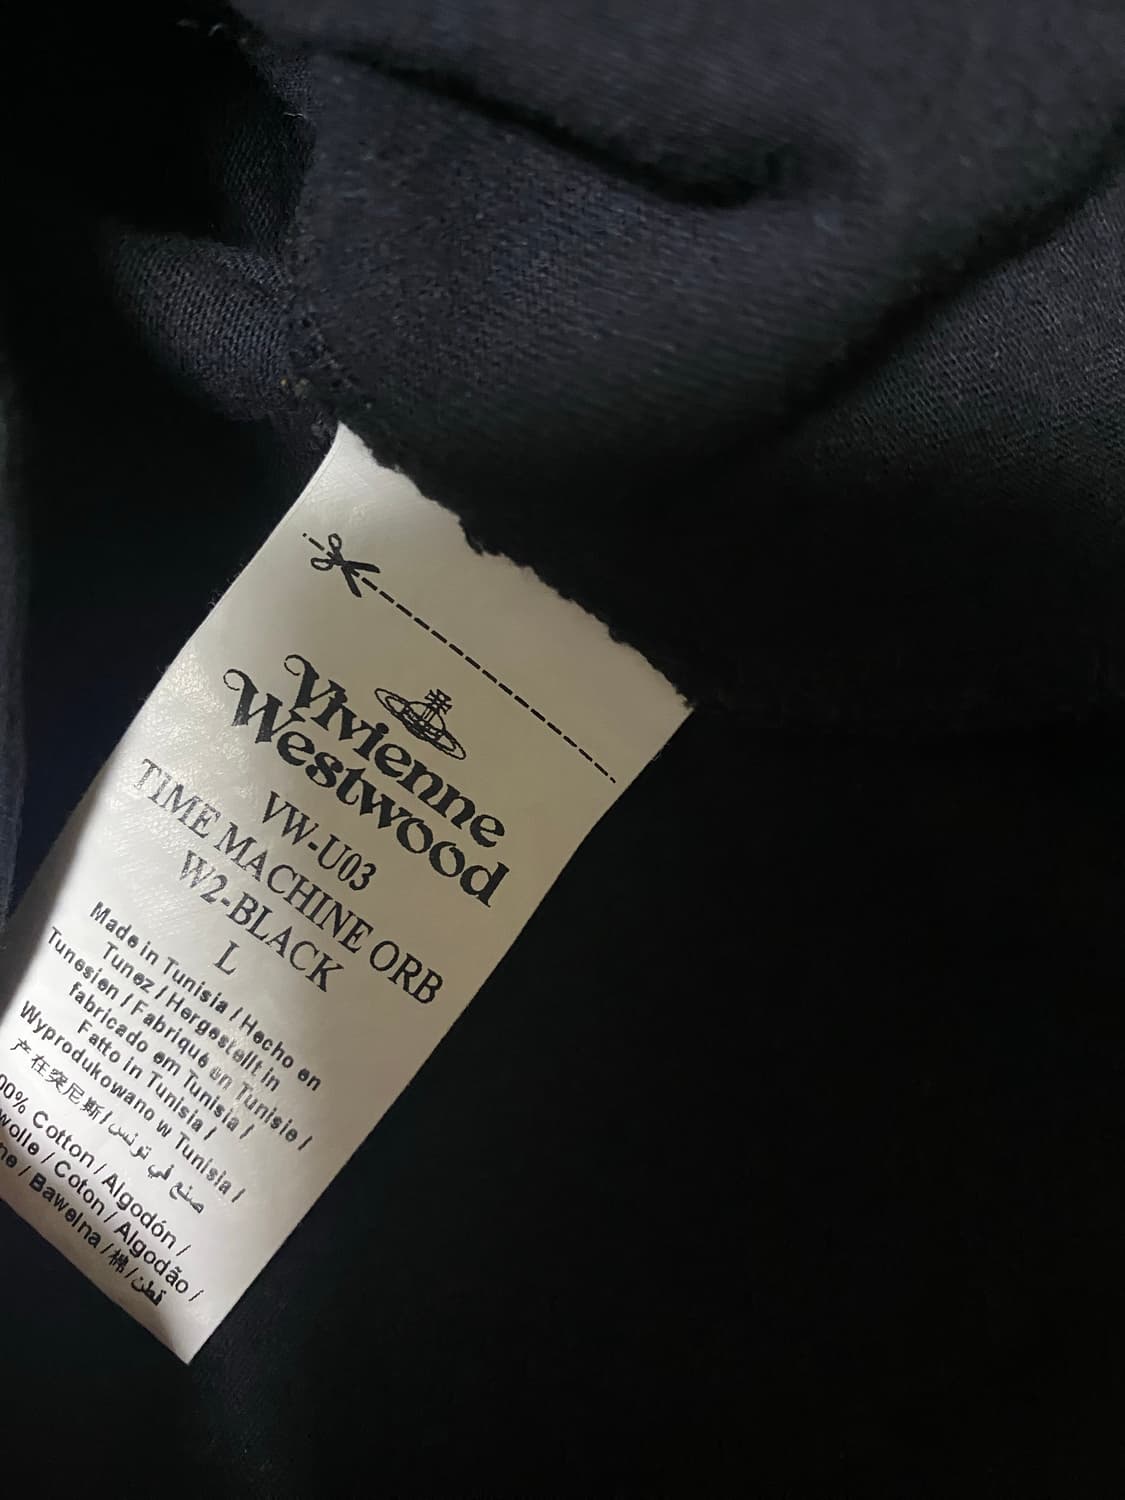 Vivienne
Westwood
VW-U03
TIME MACHINE ORB
W2-BLACK
L
Made in Tunisia / Hecho en
Tunez / Hergestellt in
Tunesien / Fabriqué en Tunisie /
fabricado em Tunisia /
Fatto in Tunisia /
Wyprodukowano w Tunisia /
产在突尼斯/صنع في تونس
00% Cotton / Algodón /
wolle / Coton / Algodão /
ne / Bawelna / 棉 / قطن